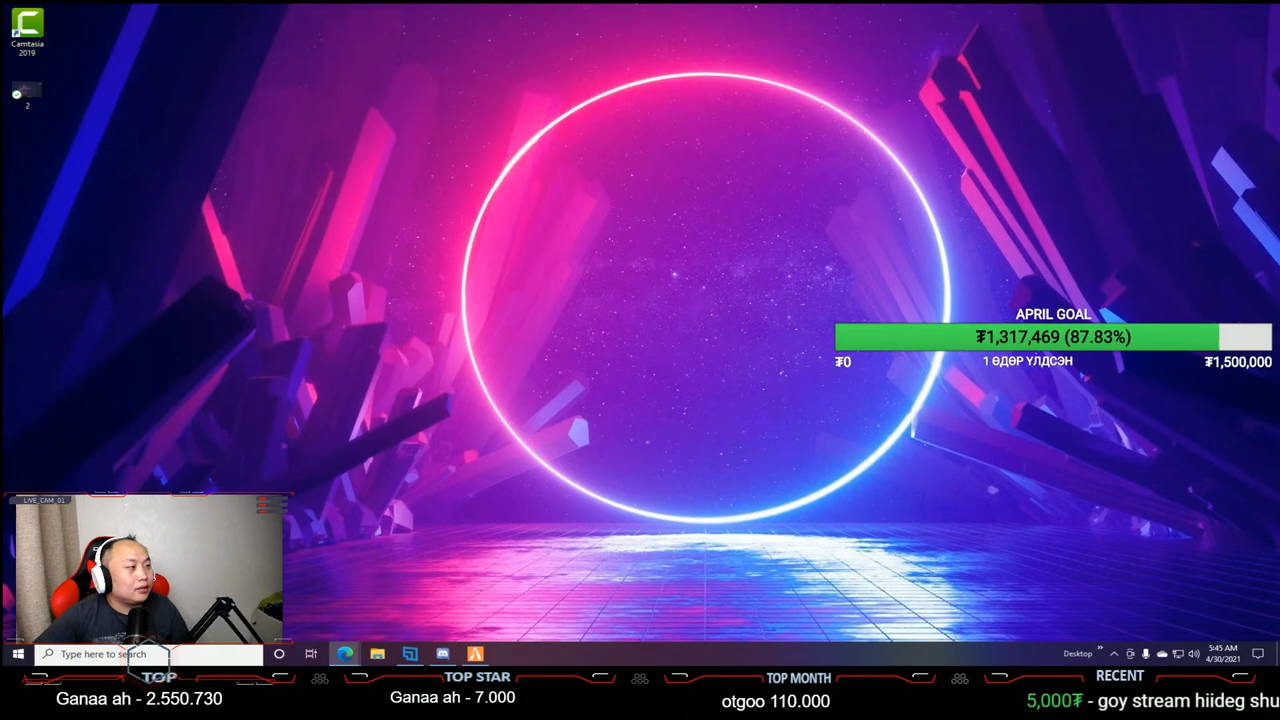 Camtasia
2019
2
APRIL GOAL
₮1,317,469 (87.83%)
₮0
1 ӨДӨР ҮЛДСЭН
₮1,500,000
LIVE_CAM_01
Type here to search
Desktop
5:45 AM
4/30/2021
TOP
Ganaa ah - 2.550.730
TOP STAR
Ganaa ah - 7.000
TOP MONTH
otgoo 110.000
RECENT
5,000₮ - goy stream hiideg shu